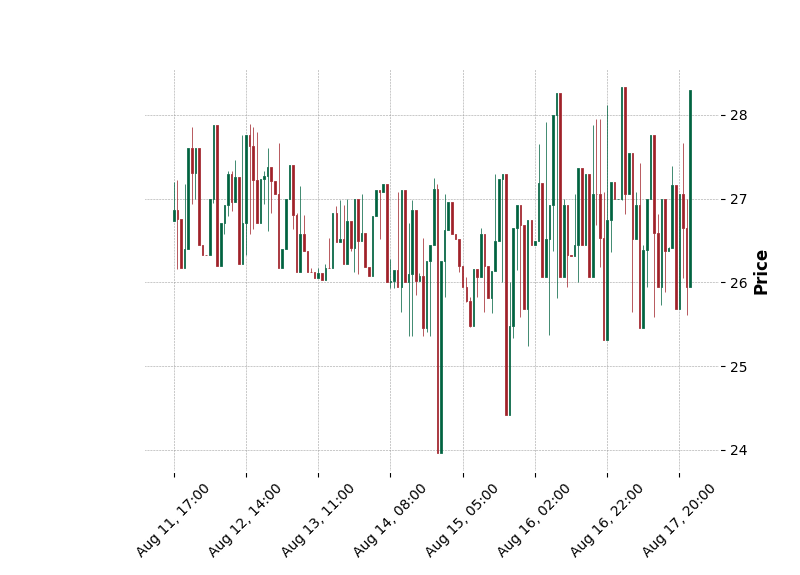 28
27
26
25
24
Price
Aug 11, 17:00
Aug 12, 14:00
Aug 13, 11:00
Aug 14, 08:00
Aug 15, 05:00
Aug 16, 02:00
Aug 16, 22:00
Aug 17, 20:00